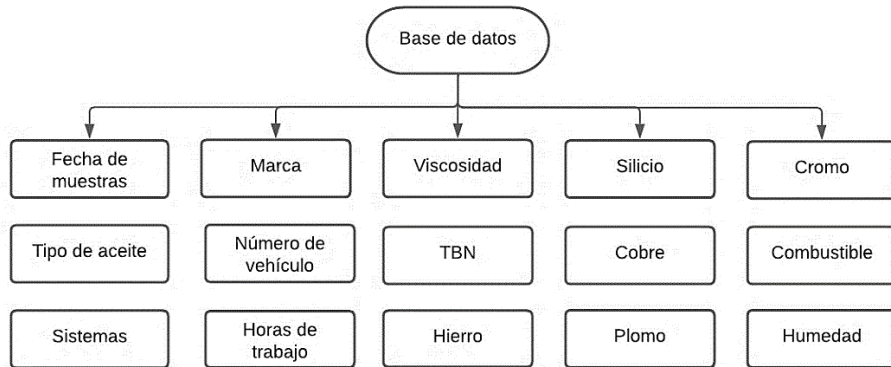 Base de datos
Fecha de
muestras
Marca
Viscosidad
Silicio
Cromo
Tipo de aceite
Número de
vehículo
TBN
Cobre
Combustible
Sistemas
Horas de
trabajo
Hierro
Plomo
Humedad